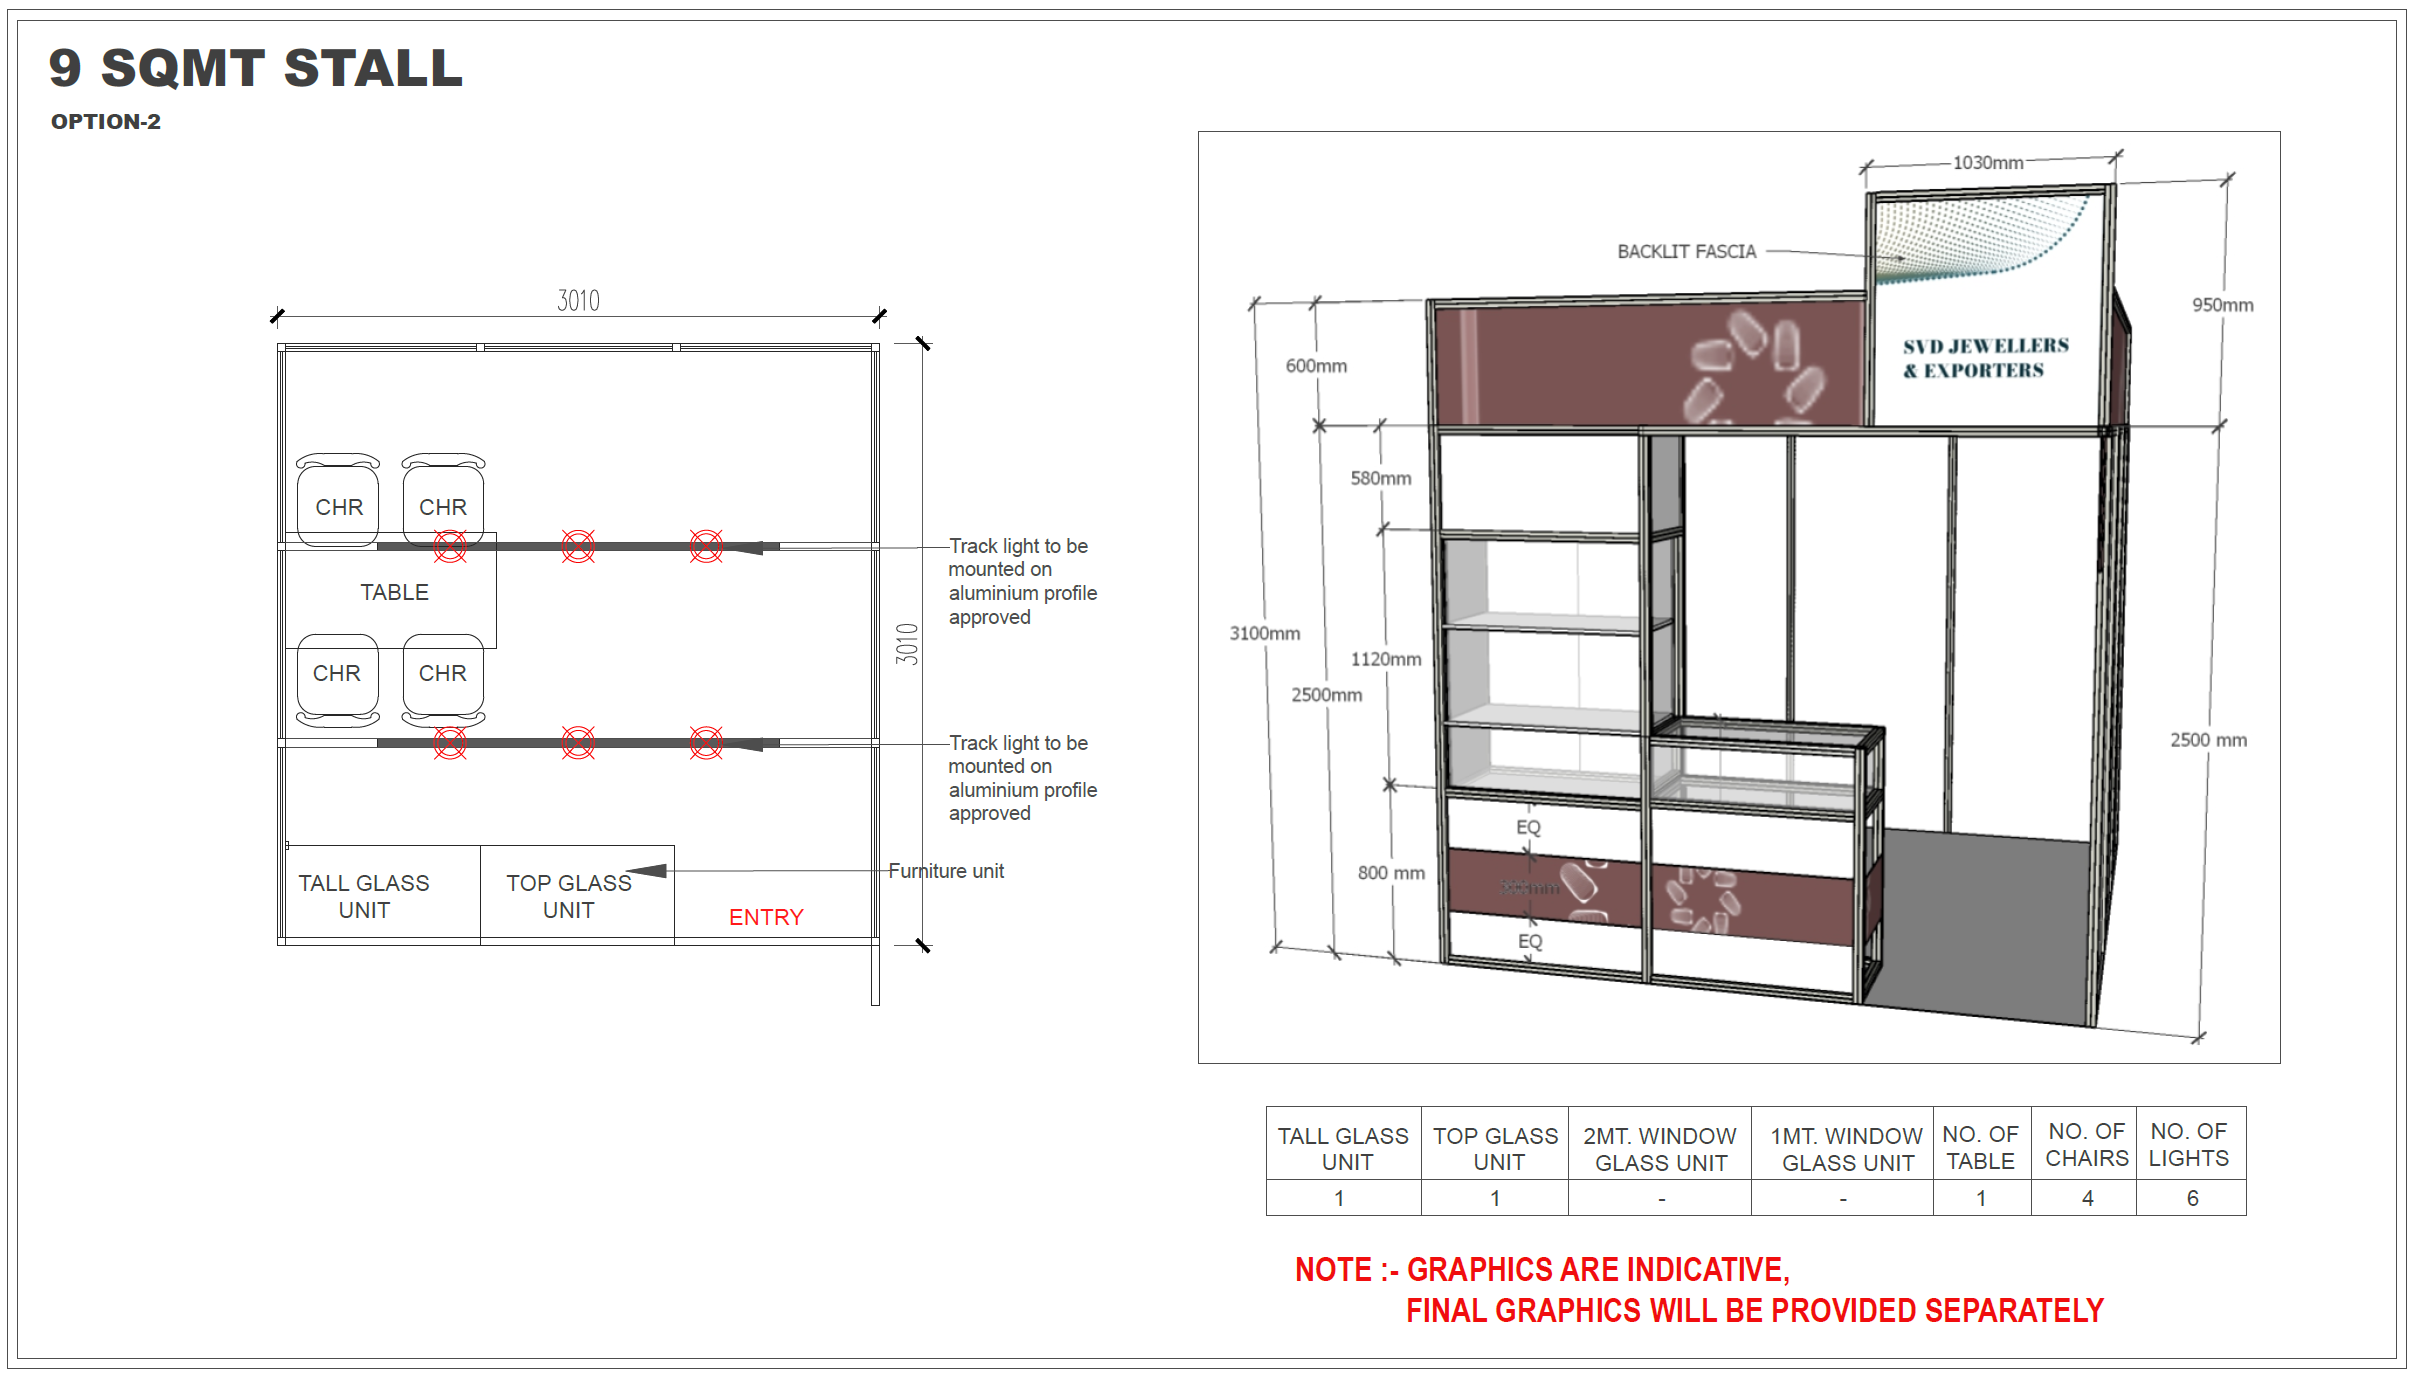 9 SQMT STALL
OPTION-2
3010
CHR
CHR
TABLE
CHR
CHR
Track light to be
mounted on
aluminium profile
approved
3010
Track light to be
mounted on
aluminium profile
approved
Furniture unit
TALL GLASS
UNIT
TOP GLASS
UNIT
ENTRY
1030mm
BACKLIT FASCIA
950mm
SVD JEWELLERS
& EXPORTERS
600mm
580mm
3100mm
1120mm
2500mm
2500 mm
EQ
800 mm
EQ
TALL GLASS
UNIT
TOP GLASS
UNIT
2MT. WINDOW
GLASS UNIT
1MT. WINDOW
GLASS UNIT
NO. OF
TABLE
NO. OF
CHAIRS
NO. OF
LIGHTS
1
1
-
-
1
4
6
NOTE :- GRAPHICS ARE INDICATIVE,
FINAL GRAPHICS WILL BE PROVIDED SEPARATELY